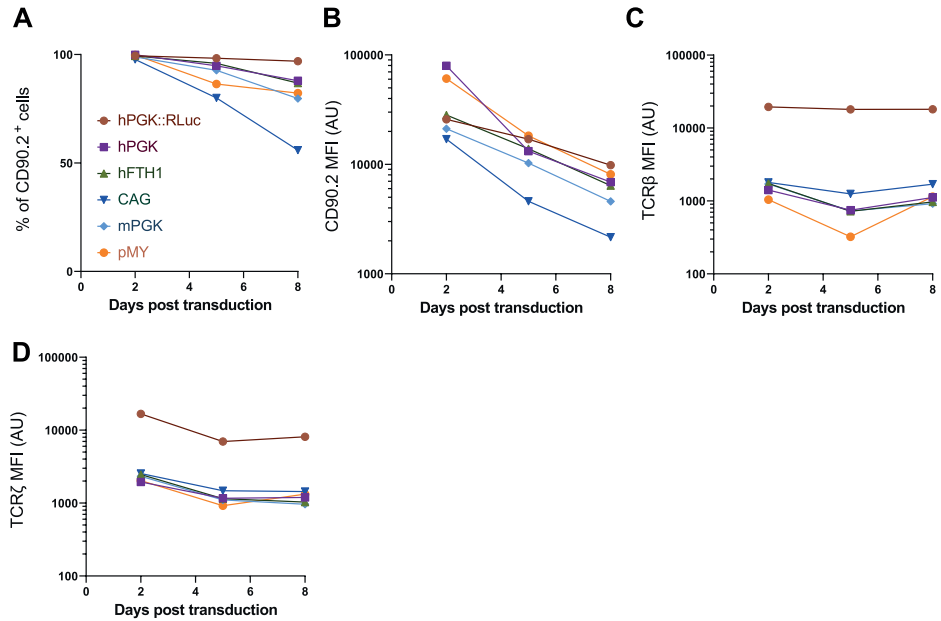 A
% of CD90.2+ cells
100
50
0
hPGK::RLuc
hPGK
hFTH1
CAG
mPGK
pMY
0 2 4 6 8
Days post transduction
B
CD90.2 MFI (AU)
100000
10000
1000
0 2 4 6 8
Days post transduction
C
TCRβ MFI (AU)
100000
10000
1000
100
0 2 4 6 8
Days post transduction
D
TCRζ MFI (AU)
100000
10000
1000
100
0 2 4 6 8
Days post transduction